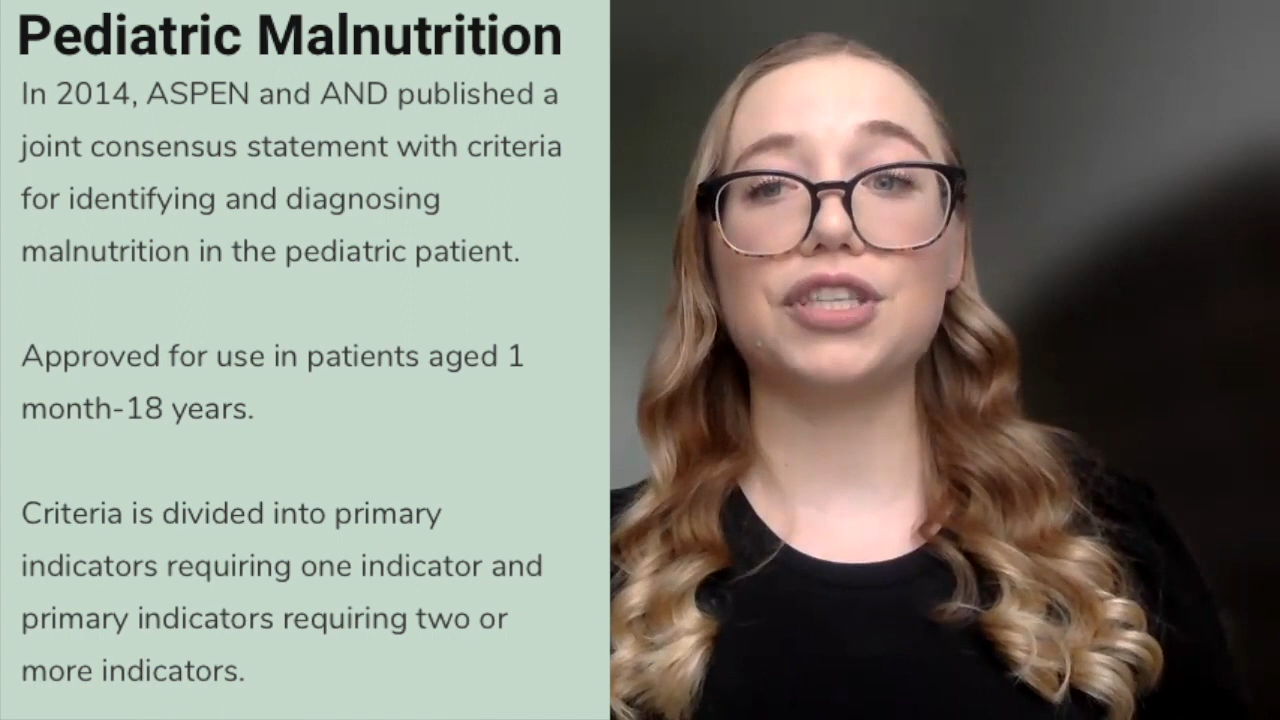 Pediatric Malnutrition
In 2014, ASPEN and AND published a
joint consensus statement with criteria
for identifying and diagnosing
malnutrition in the pediatric patient.
Approved for use in patients aged 1
month-18 years.
Criteria is divided into primary
indicators requiring one indicator and
primary indicators requiring two or
more indicators.